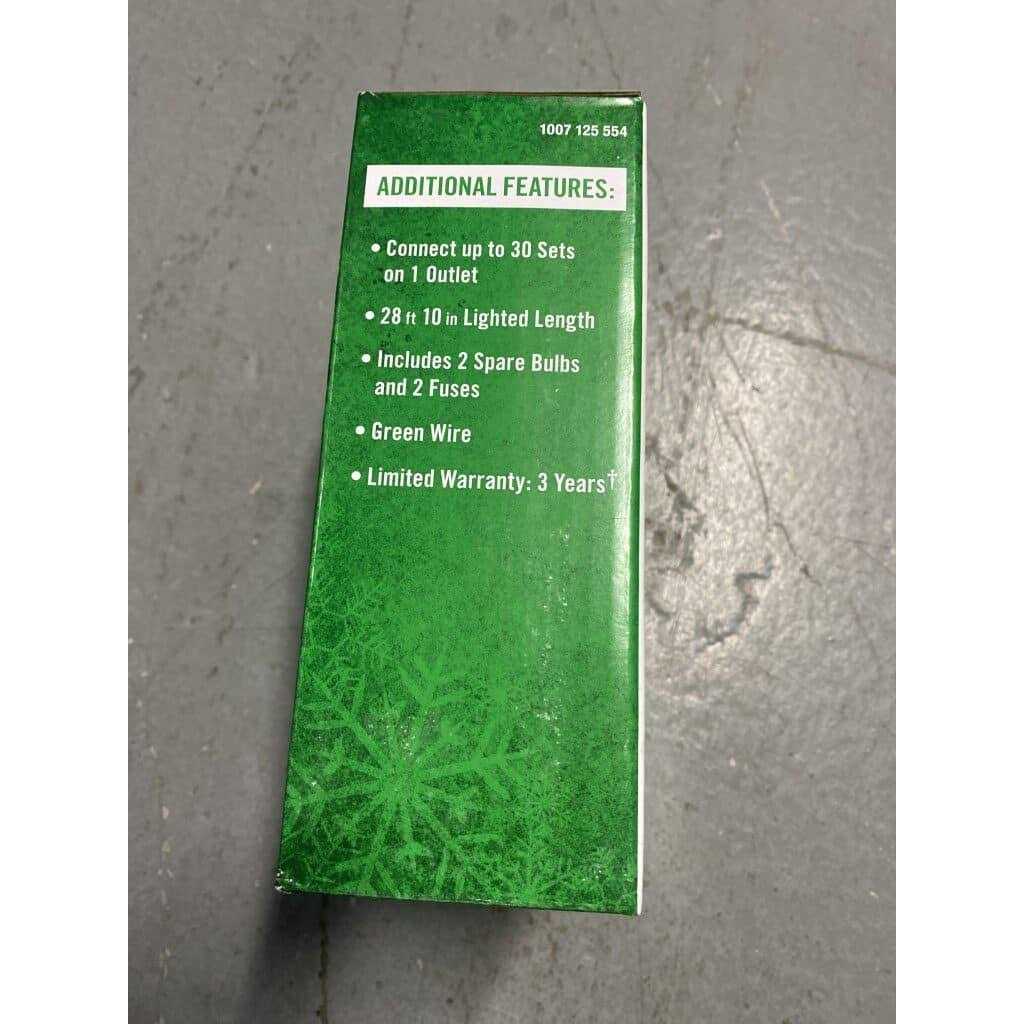 1007 125 554
ADDITIONAL FEATURES:
• Connect up to 30 Sets
on 1 Outlet
• 28 ft 10 in Lighted Length
• Includes 2 Spare Bulbs
and 2 Fuses
• Green Wire
• Limited Warranty: 3 Years†